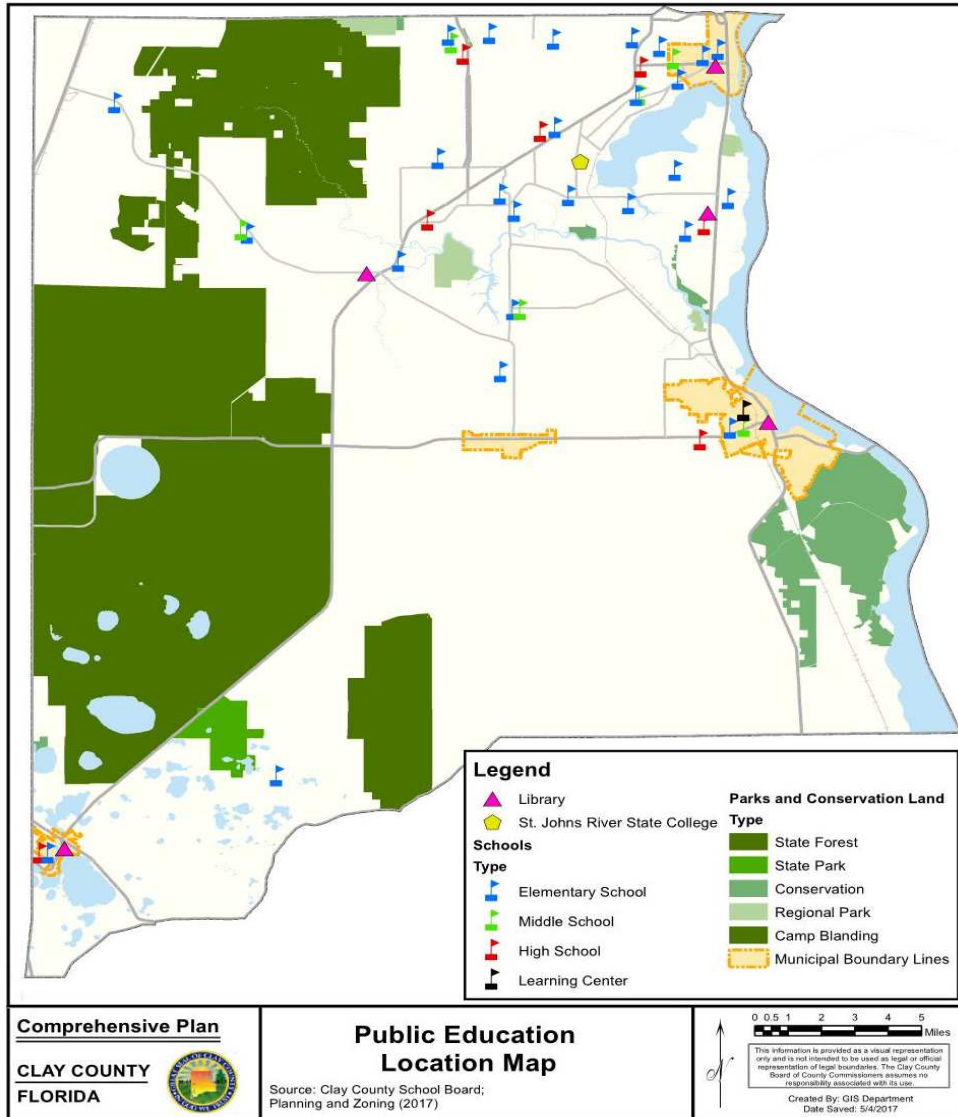 Legend
Library
St. Johns River State College
Schools
Type
Elementary School
Middle School
High School
Learning Center
Parks and Conservation Land
Type
State Forest
State Park
Conservation
Regional Park
Camp Blanding
Municipal Boundary Lines
Comprehensive Plan
CLAY COUNTY
FLORIDA
Public Education
Location Map
Source: Clay County School Board;
Planning and Zoning (2017)
N
0 0.5 1 2 3 4 5
Miles
This information is provided as a visual representation
only and is not intended to be used as legal or official
representation of legal boundaries. The Clay County
Board of County Commissioners assumes no
responsibility associated with its use.
Created By: GIS Department
Date Saved: 5/4/2017